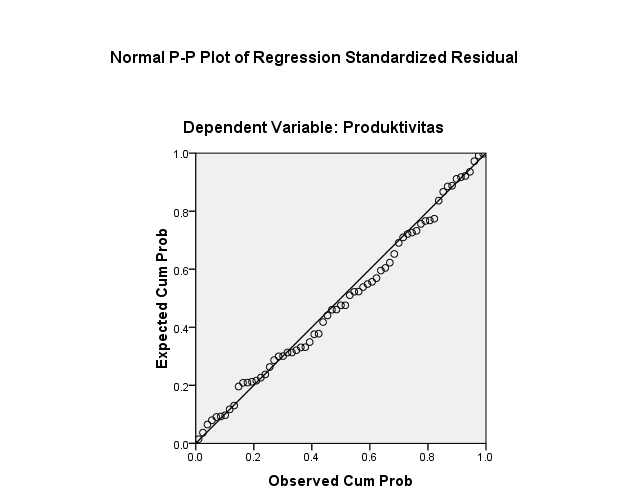 Normal P-P Plot of Regression Standardized Residual
Dependent Variable: Produktivitas
Expected Cum Prob
1.0
0.8
0.6
0.4
0.2
0.0
0.0 0.2 0.4 0.6 0.8 1.0
Observed Cum Prob